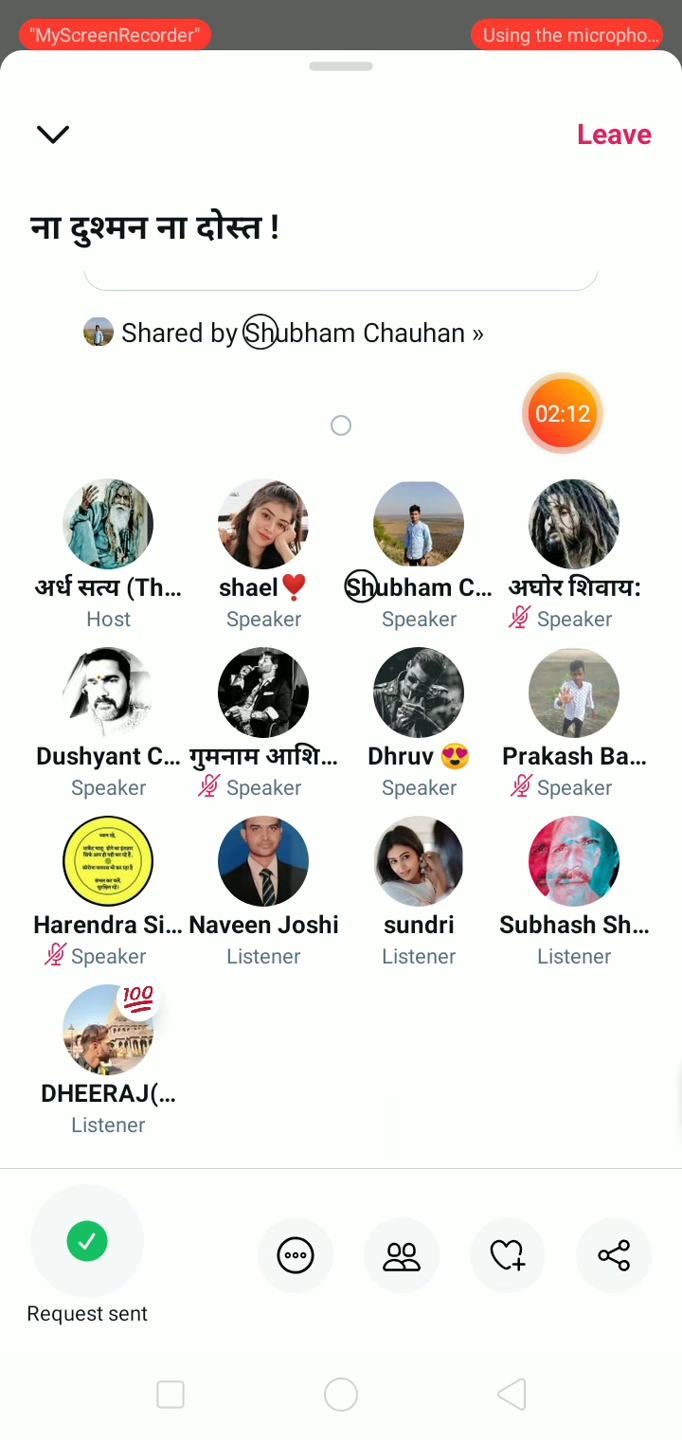 "MyScreenRecorder"
Using the micropho...
Leave
ना दुश्मन ना दोस्त !
Shared by Ⓢhubham Chauhan »
02:12
अर्ध सत्य (Th...
shael❣️
Ⓢhubham C...
अघोर शिवाय:
Host
Speaker
Speaker
Speaker
Dushyant C...
गुमनाम आशि...
Dhruv 😍
Prakash Ba...
Speaker
Speaker
Speaker
Speaker
Harendra Si...
Naveen Joshi
sundri
Subhash Sh...
Speaker
Listener
Listener
Listener
💯
DHEERAJ(...
Listener
Request sent